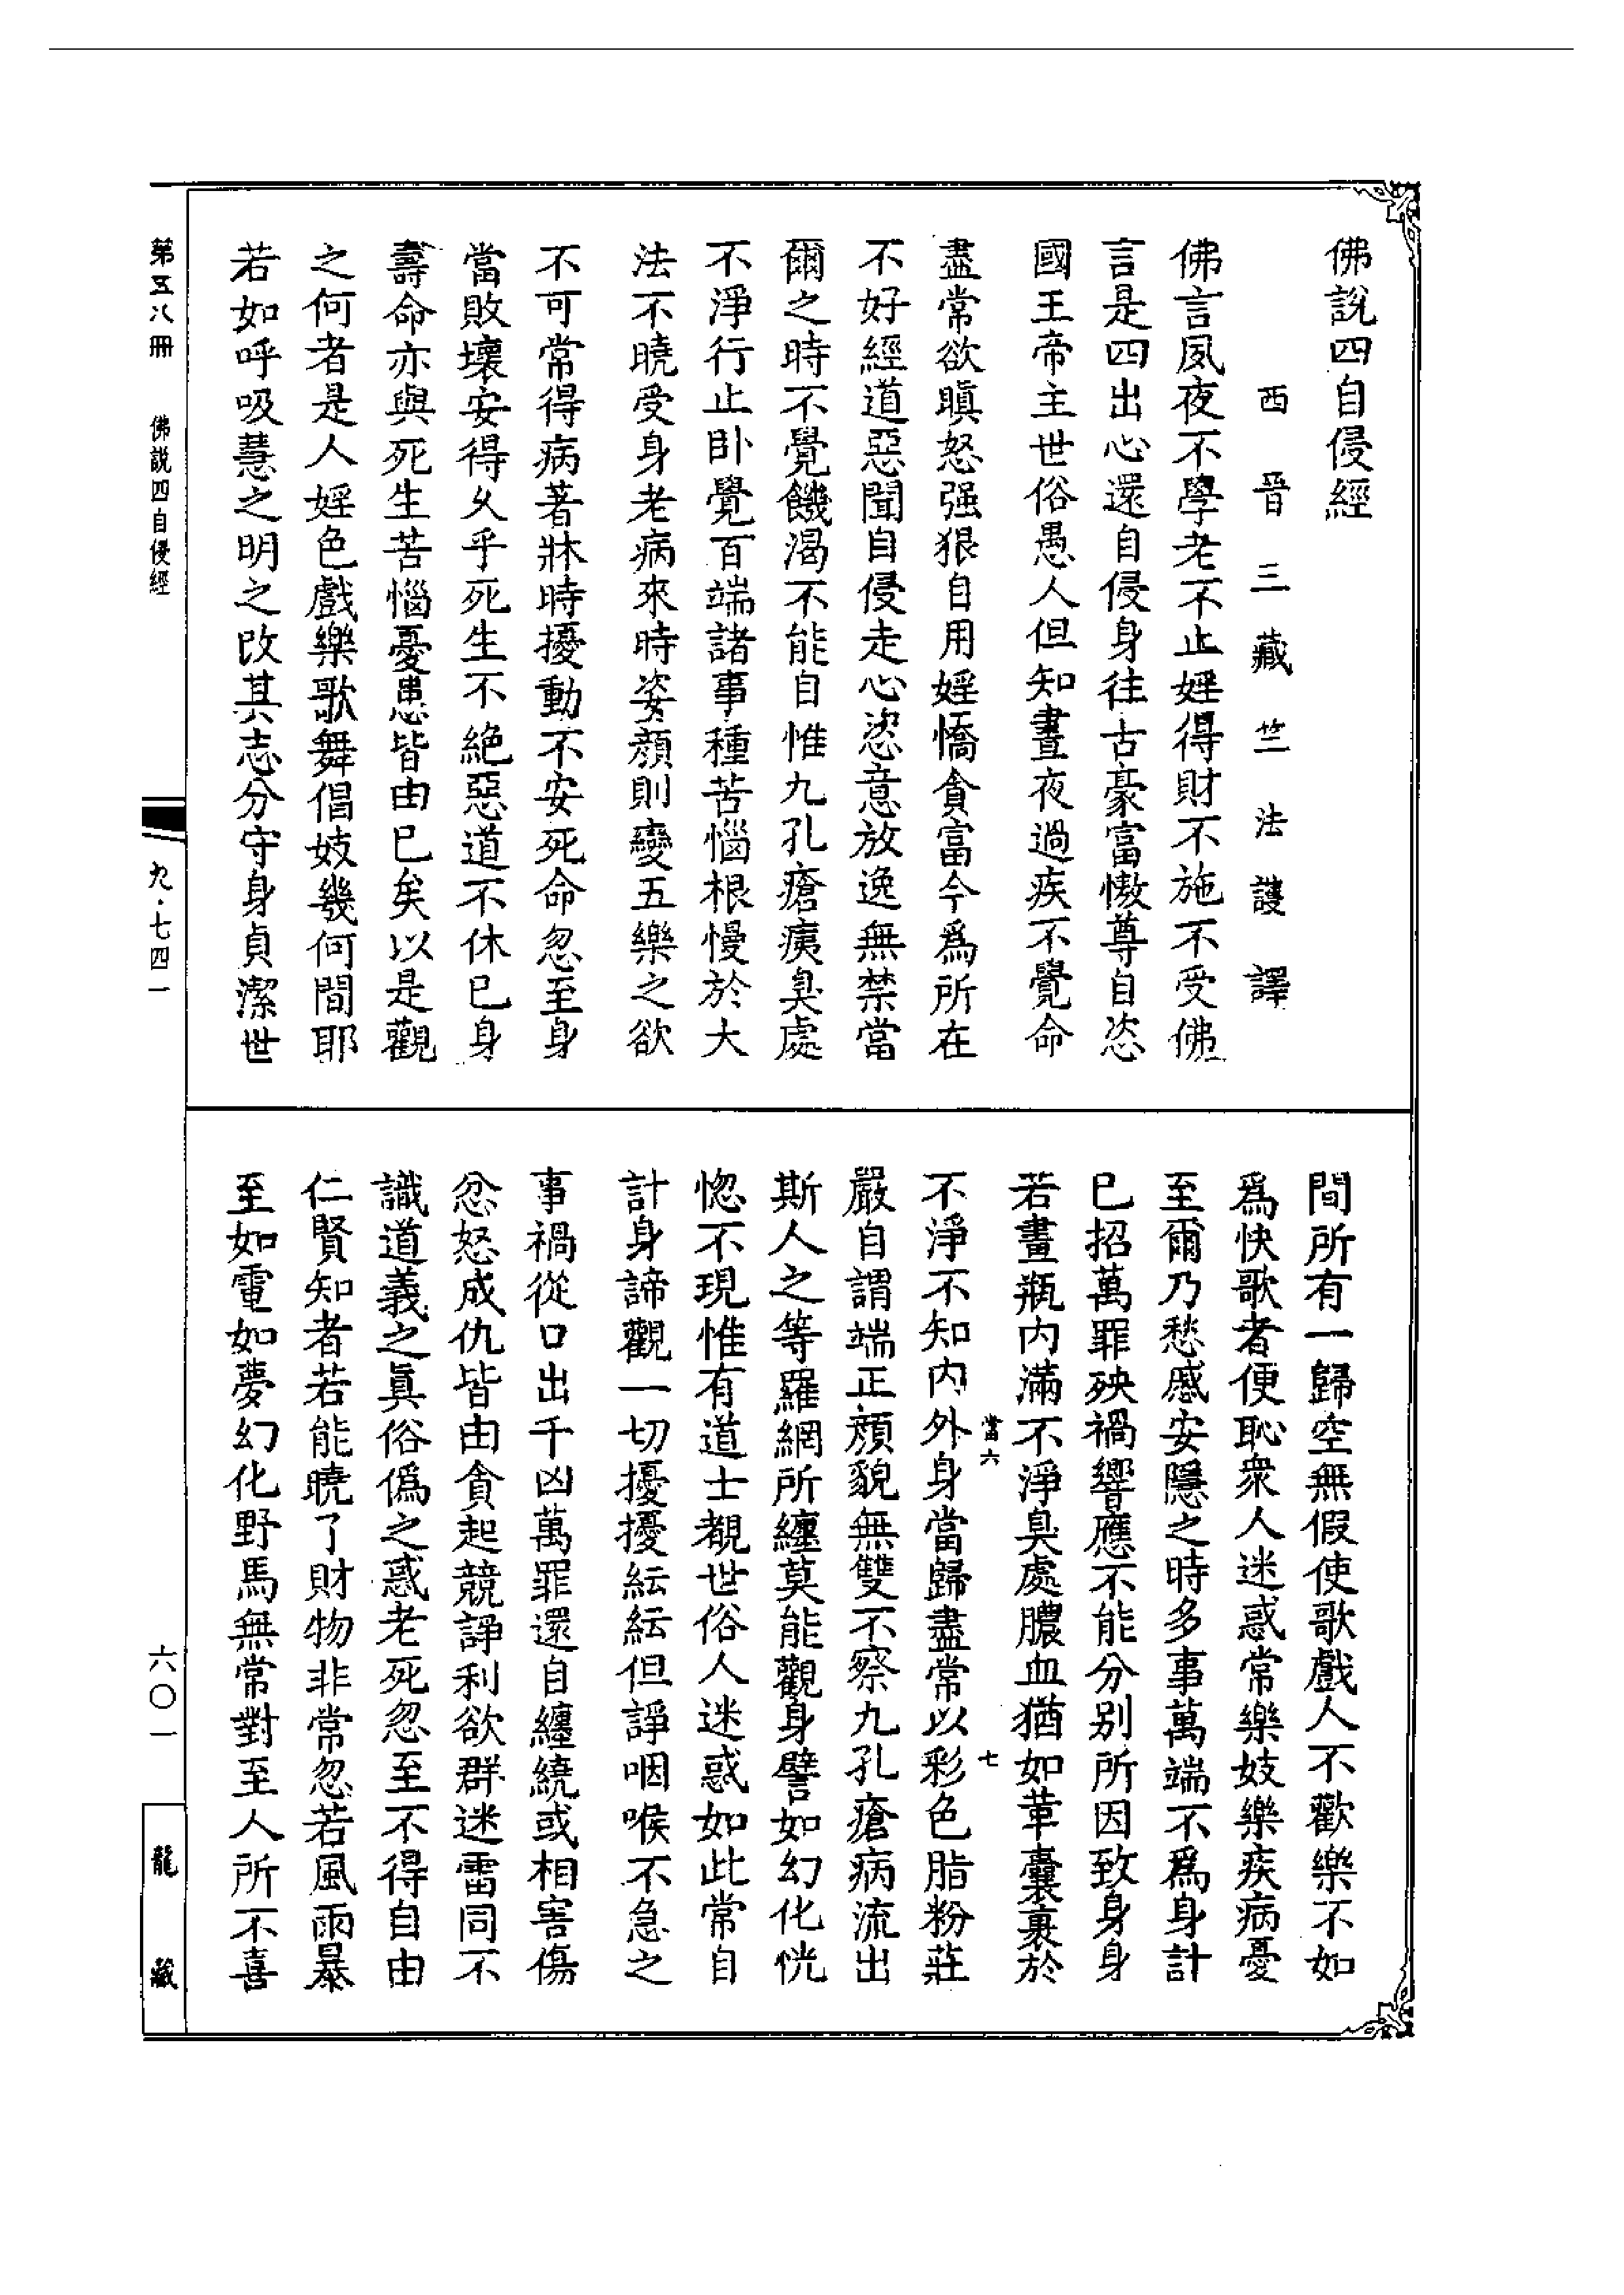 佛說四自侵經
西晉三藏竺法護譯
佛言夙夜不學老不止婬得財不施不受佛
言是四出心還自侵身往古豪富慠尊自恣
國王帝主世俗愚人但知晝夜過疾不覺命
盡常欲瞋怒强狠自用婬憍貪富今爲所在
不好經道惡聞自侵走心恣意放逸無禁當
爾之時不覺饑渴不能自惟九孔瘡痍臭處
不淨行止卧覺百端諸事種苦惱根慢於大
法不曉受身老病來時姿顔則變五樂之欲
不可常得病著牀時擾動不安死命忽至身
當敗壞安得久乎死生不絕惡道不休已身
壽命亦與死生苦惱憂患皆由已矣以是觀
之何者是人婬色戲樂歌舞倡妓幾何間耶
若如呼吸慧之明之改其志分守身貞潔世
間所有一歸空無假使歌戲人不歡樂不如
爲快歌者便恥衆人迷惑常樂妓樂疾病憂
至爾乃愁慼安隱之時多事萬端不爲身計
已招萬罪殃禍響應不能分别所因致身身
若畫瓶内滿不淨臭處膿血猶如革囊裹於
當六 七
不淨不知内外身當歸盡常以彩色脂粉莊
嚴自謂端正顔貌無雙不察九孔瘡病流出
斯人之等羅網所纏莫能觀身譬如幻化恍
惚不現惟有道士覩世俗人迷惑如此常自
計身諦觀一切擾擾紜紜但諍咽喉不急之
事禍從口出千凶萬罪還自纏繞或相害傷
忿怒成仇皆由貪起競諍利欲群迷雷同不
識道義之眞俗僞之惑老死忽至不得自由
仁賢知者若能曉了財物非常忽若風雨暴
至如電如夢幻化野馬無常對至人所不喜
第五八冊 佛說四自侵經
九·七四一
六〇一
龍藏